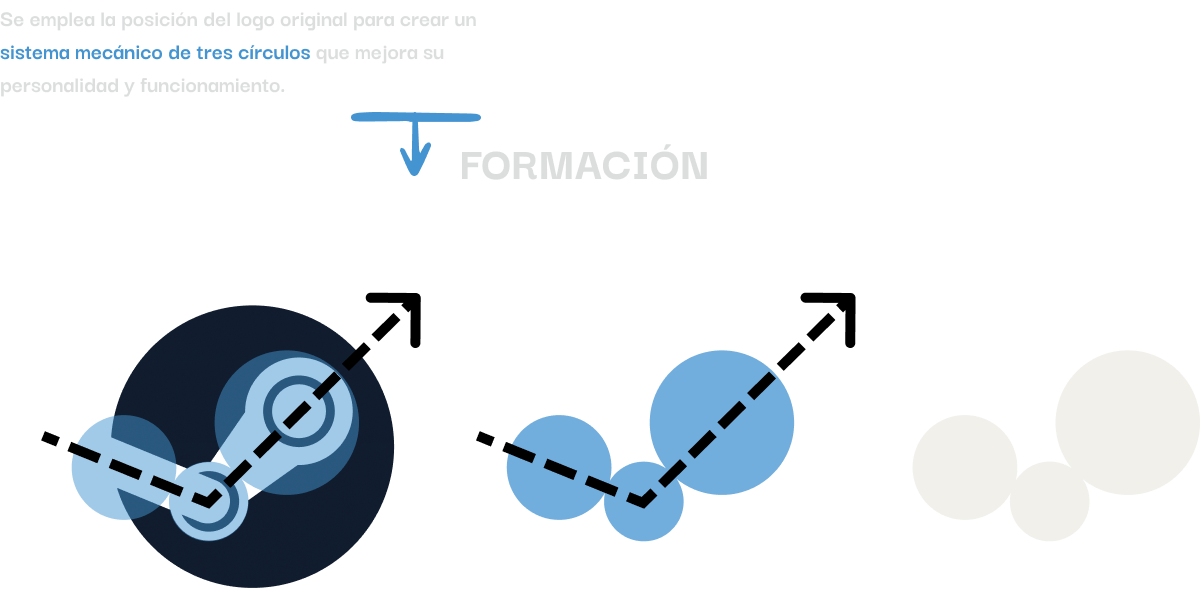 Se emplea la posición del logo original para crear un
sistema mecánico de tres círculos que mejora su
personalidad y funcionamiento.
FORMACIÓN